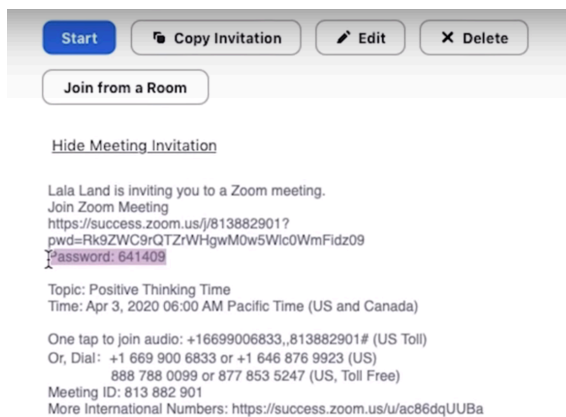 Start Copy Invitation Edit Delete
Join from a Room
Hide Meeting Invitation
Lala Land is inviting you to a Zoom meeting.
Join Zoom Meeting
https://success.zoom.us/j/813882901?
pwd=Rk9ZWC9rQTZrWHgwM0w5Wlc0WmFidz09
Password: 641409
Topic: Positive Thinking Time
Time: Apr 3, 2020 06:00 AM Pacific Time (US and Canada)
One tap to join audio: +16699006833,,813882901# (US Toll)
Or, Dial: +1 669 900 6833 or +1 646 876 9923 (US)
888 788 0099 or 877 853 5247 (US, Toll Free)
Meeting ID: 813 882 901
More International Numbers: https://success.zoom.us/u/ac86dqUUBa